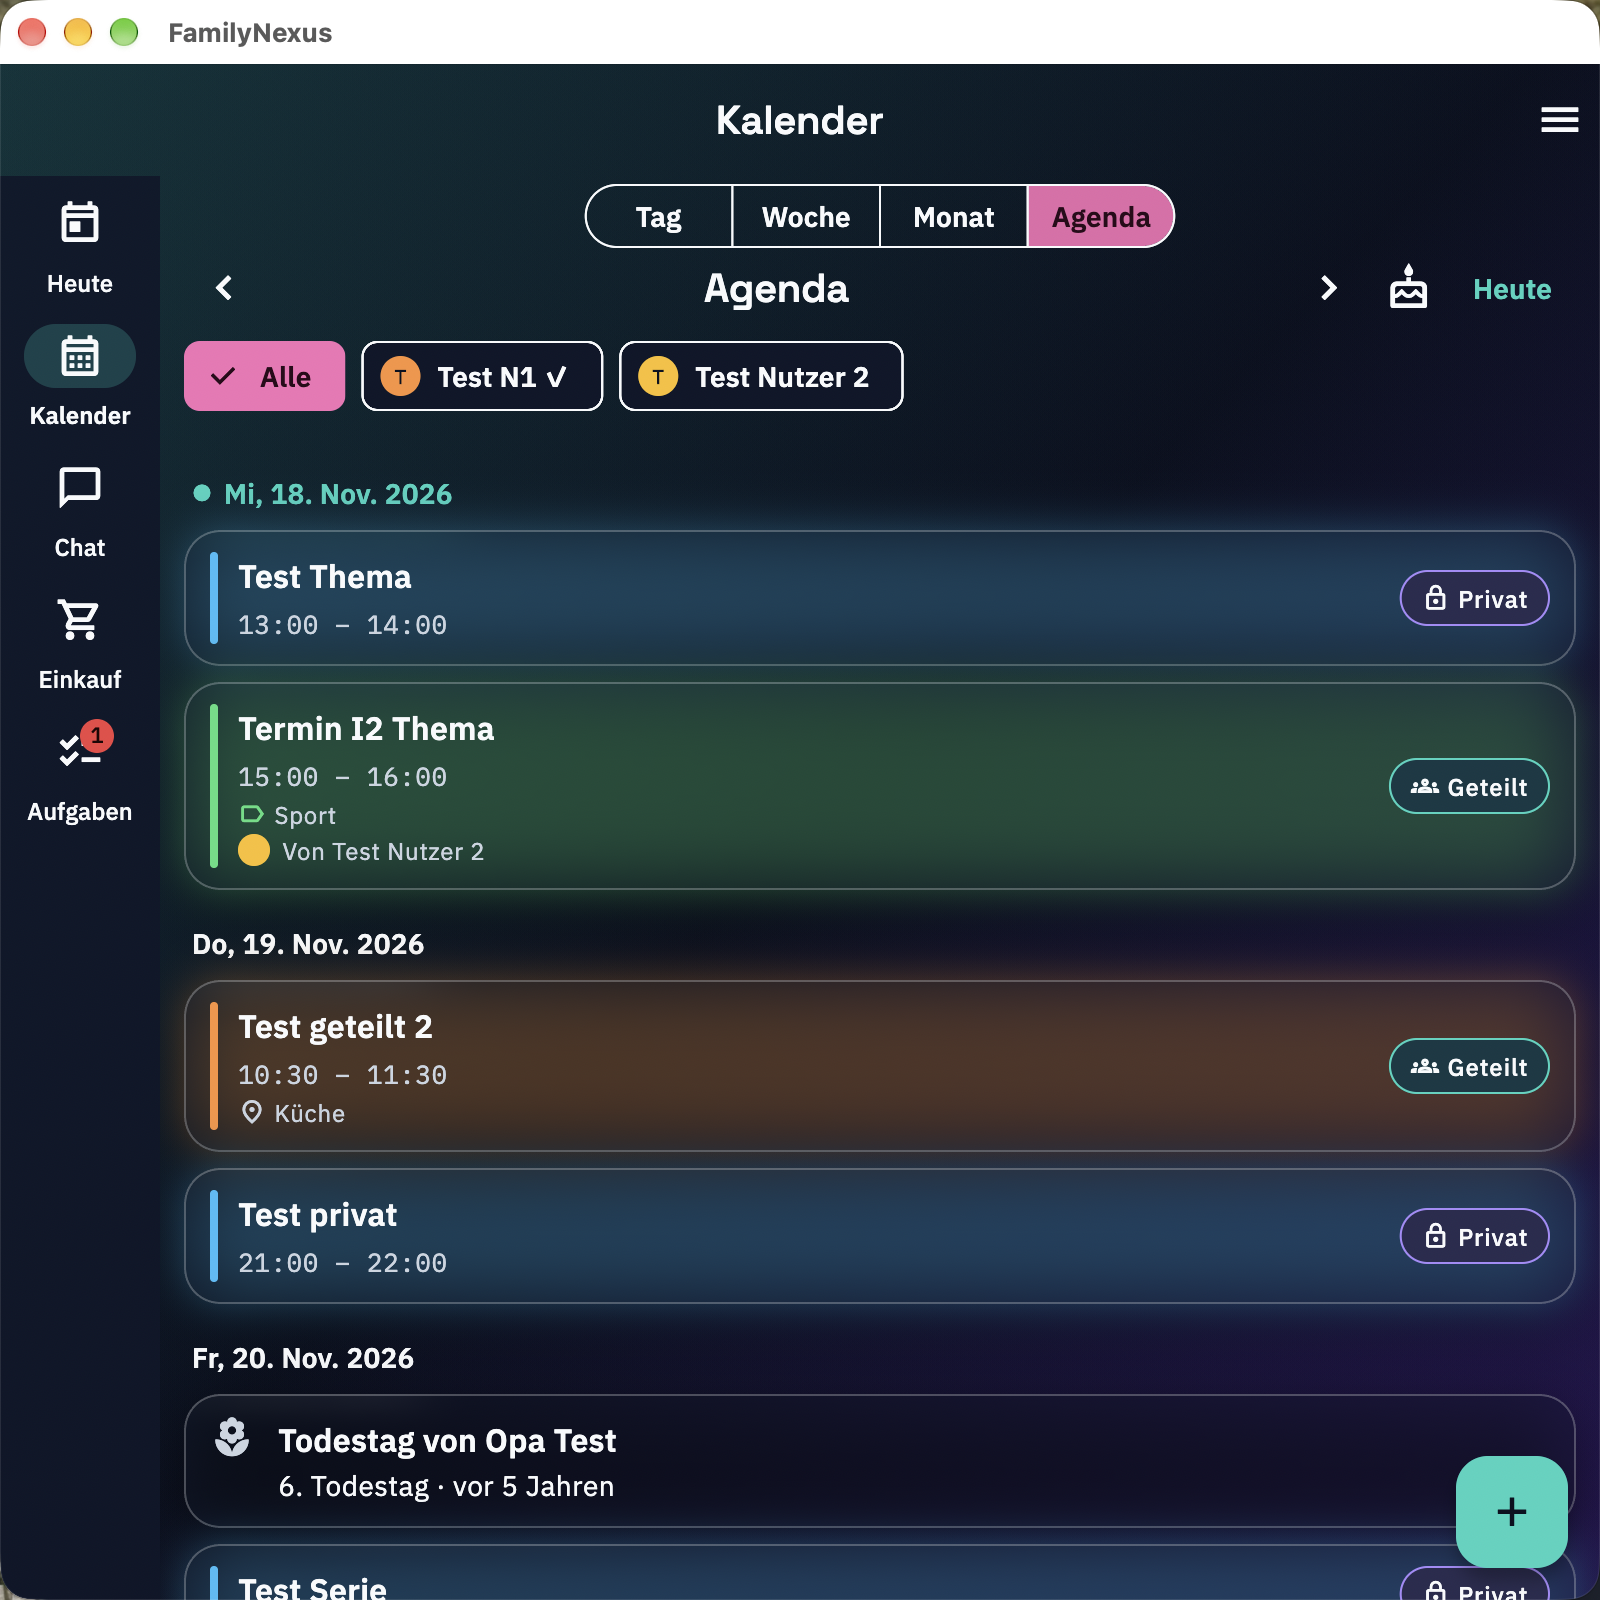 FamilyNexus
Kalender
Tag Woche Monat Agenda
Agenda
Heute
Alle
T Test N1 ✓
T Test Nutzer 2
Heute
Kalender
Chat
Einkauf
1
Aufgaben
Mi, 18. Nov. 2026
Test Thema
13:00 – 14:00
Privat
Termin I2 Thema
15:00 – 16:00
Sport
Von Test Nutzer 2
Geteilt
Do, 19. Nov. 2026
Test geteilt 2
10:30 – 11:30
Küche
Geteilt
Test privat
21:00 – 22:00
Privat
Fr, 20. Nov. 2026
Todestag von Opa Test
6. Todestag · vor 5 Jahren
+
Test Serie
Privat